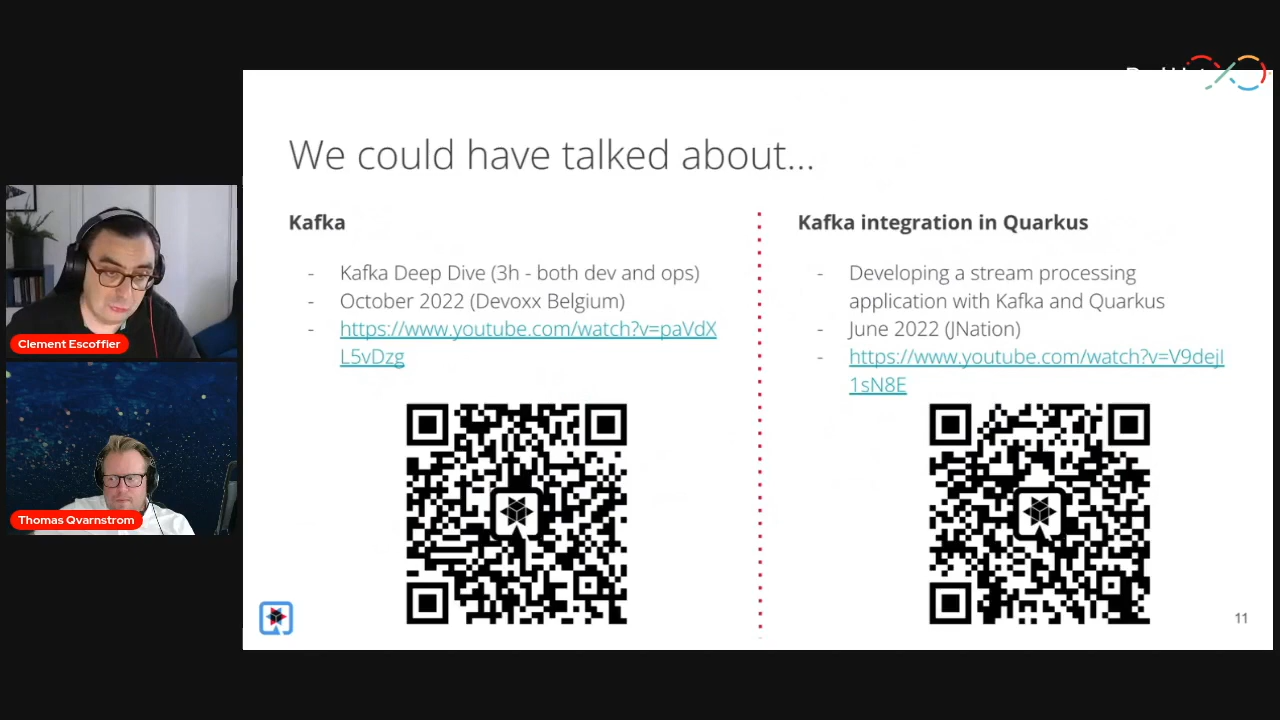 We could have talked about...
Kafka
- Kafka Deep Dive (3h - both dev and ops)
- October 2022 (Devoxx Belgium)
- https://www.youtube.com/watch?v=paVdX
L5vDzg
Kafka integration in Quarkus
- Developing a stream processing
application with Kafka and Quarkus
- June 2022 (JNation)
- https://www.youtube.com/watch?v=V9dejI
1sN8E
Clement Escoffier
Thomas Qvarnstrom
11